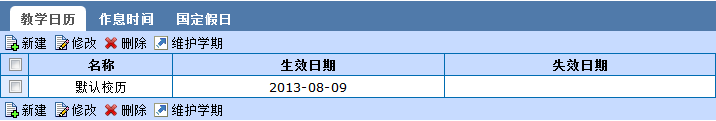 教学日历 作息时间 国定假日
新建 修改 删除 维护学期
名称 生效日期 失效日期
默认校历 2013-08-09
新建 修改 删除 维护学期